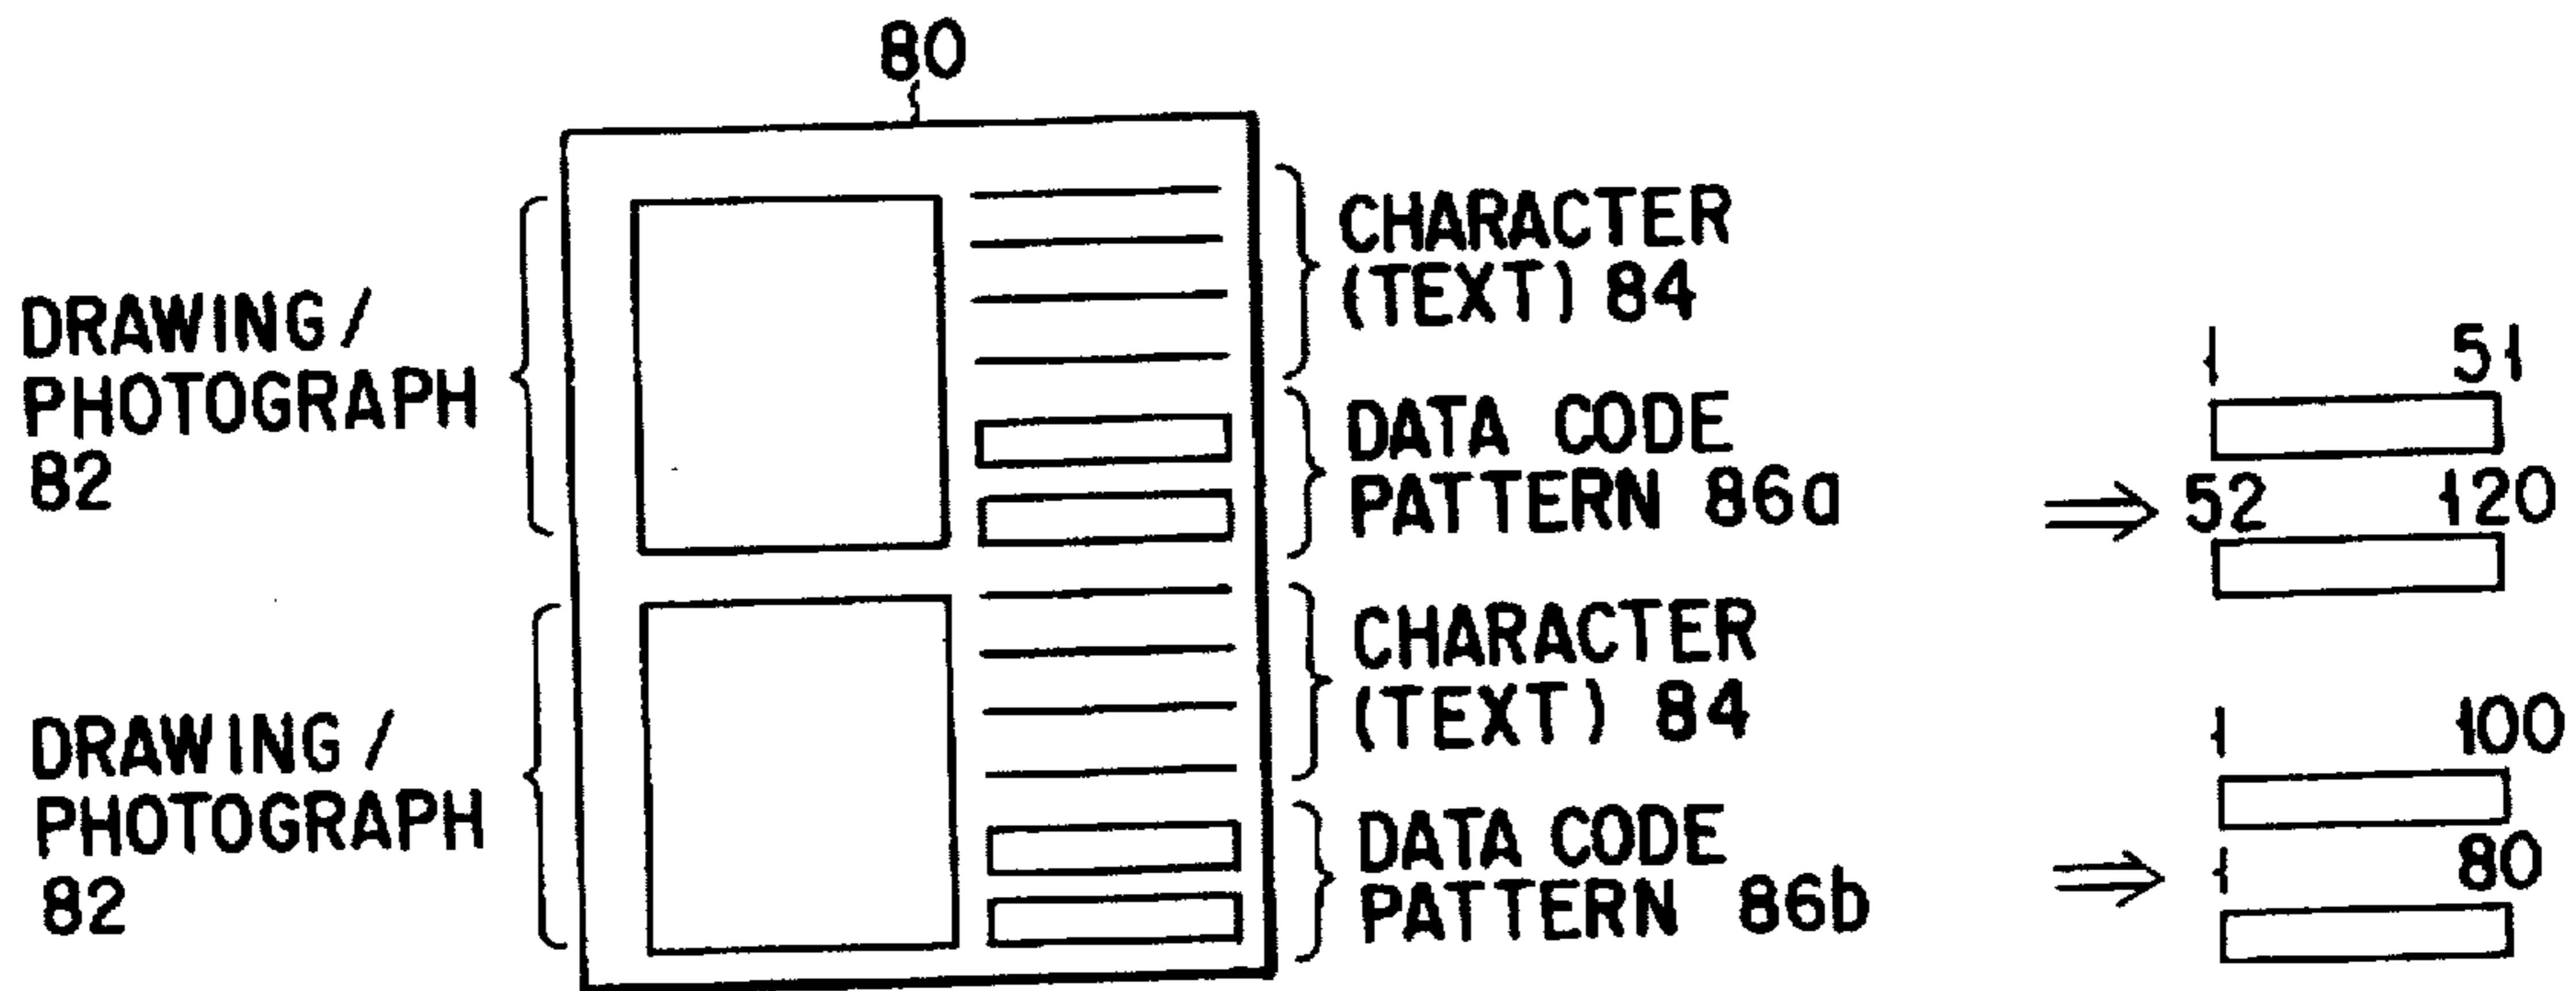 80
DRAWING /
PHOTOGRAPH
82
CHARACTER
(TEXT) 84
DATA CODE
PATTERN 86a
1 51
52 120
DRAWING /
PHOTOGRAPH
82
CHARACTER
(TEXT) 84
DATA CODE
PATTERN 86b
1 100
1 80